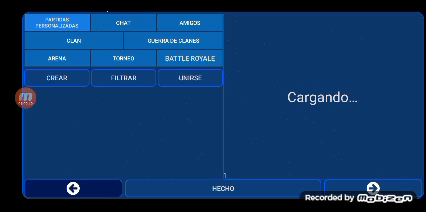 PARTIDAS
PERSONALIZADAS
CHAT
AMIGOS
CLAN
GUERRA DE CLANES
ARENA
TORNEO
BATTLE ROYALE
CREAR
FILTRAR
UNIRSE
Cargando...
1
HECHO
Recorded by mobizen